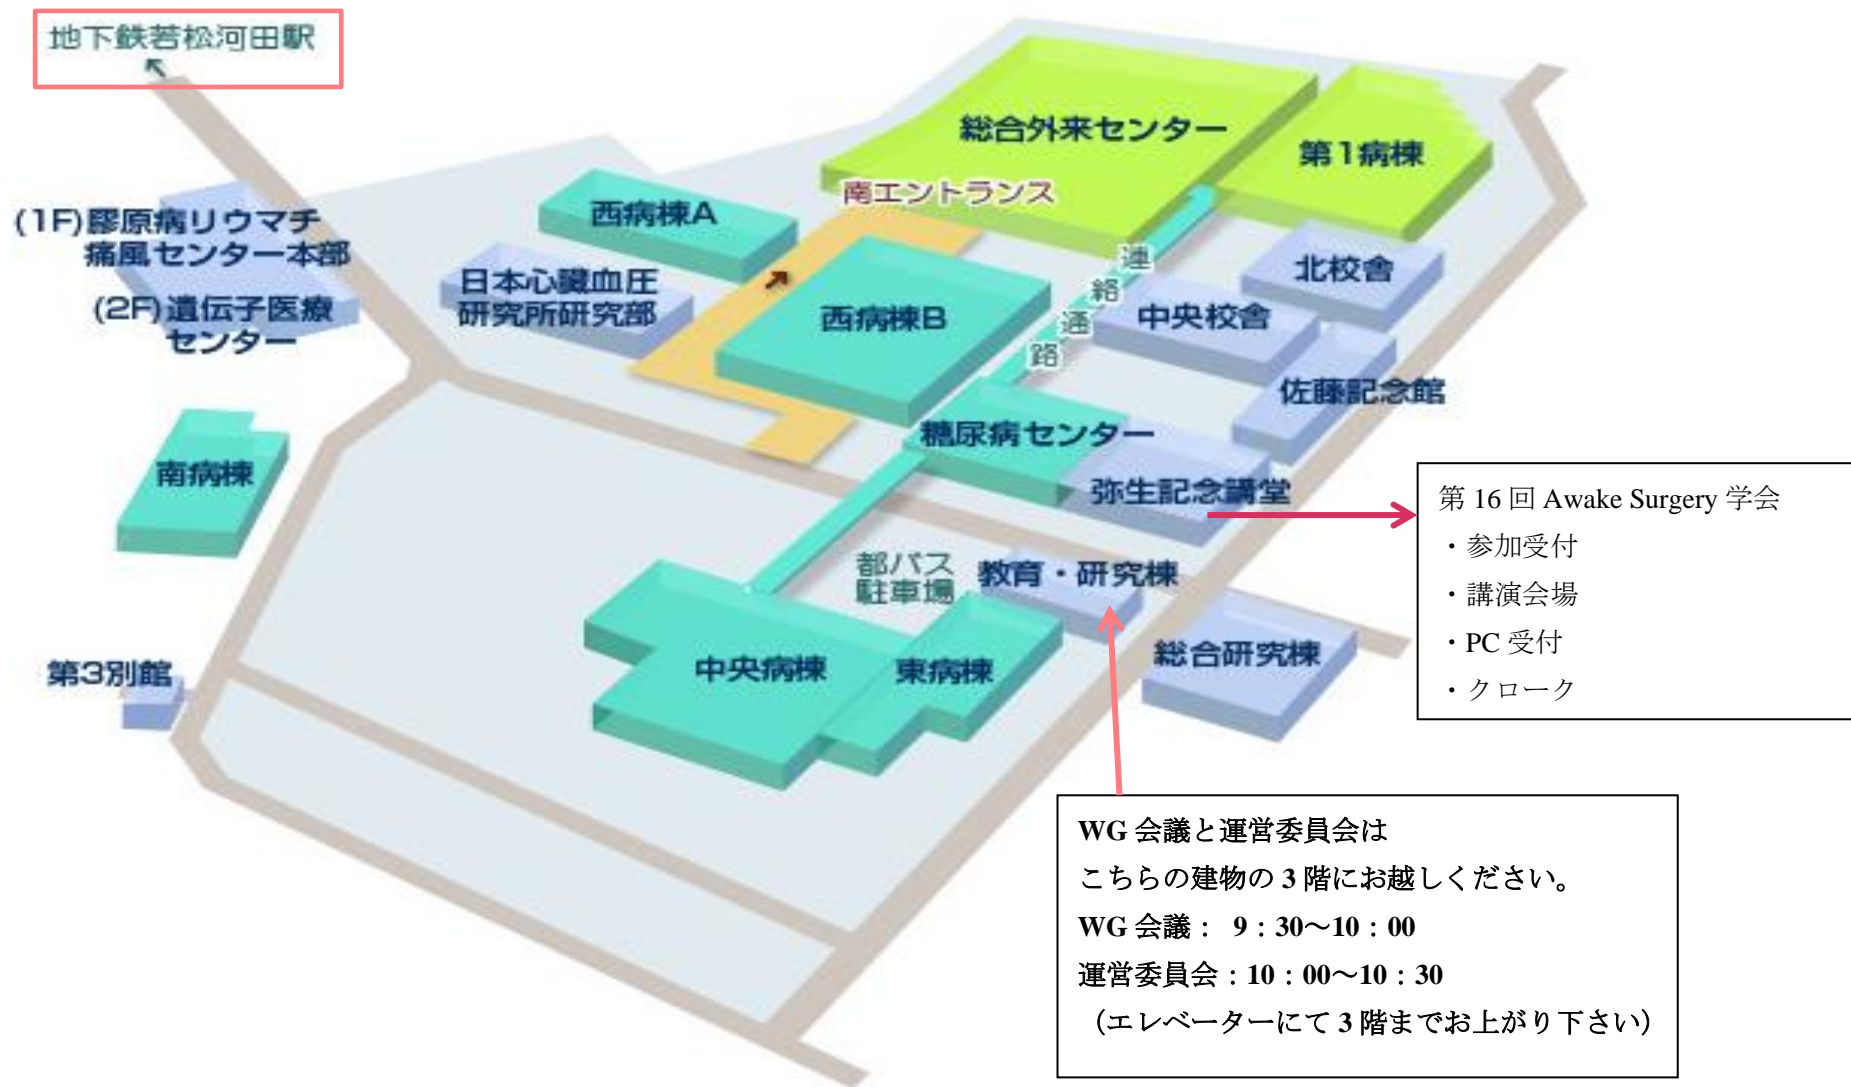 地下鉄若松河田駅
総合外来センター
第1病棟
南エントランス
西病棟A
(1F)膠原病リウマチ
痛風センター本部
(2F)遺伝子医療
センター
日本心臓血圧
研究所研究部
西病棟B
連絡通路
北校舎
中央校舎
佐藤記念館
糖尿病センター
弥生記念講堂
南病棟
都バス
駐車場
教育・研究棟
中央病棟
東病棟
総合研究棟
第3別館
第 16 回 Awake Surgery 学会
・参加受付
・講演会場
・PC 受付
・クローク
WG 会議と運営委員会は
こちらの建物の 3 階にお越しください。
WG 会議： 9：30～10：00
運営委員会：10：00～10：30
（エレベーターにて 3 階までお上がり下さい）